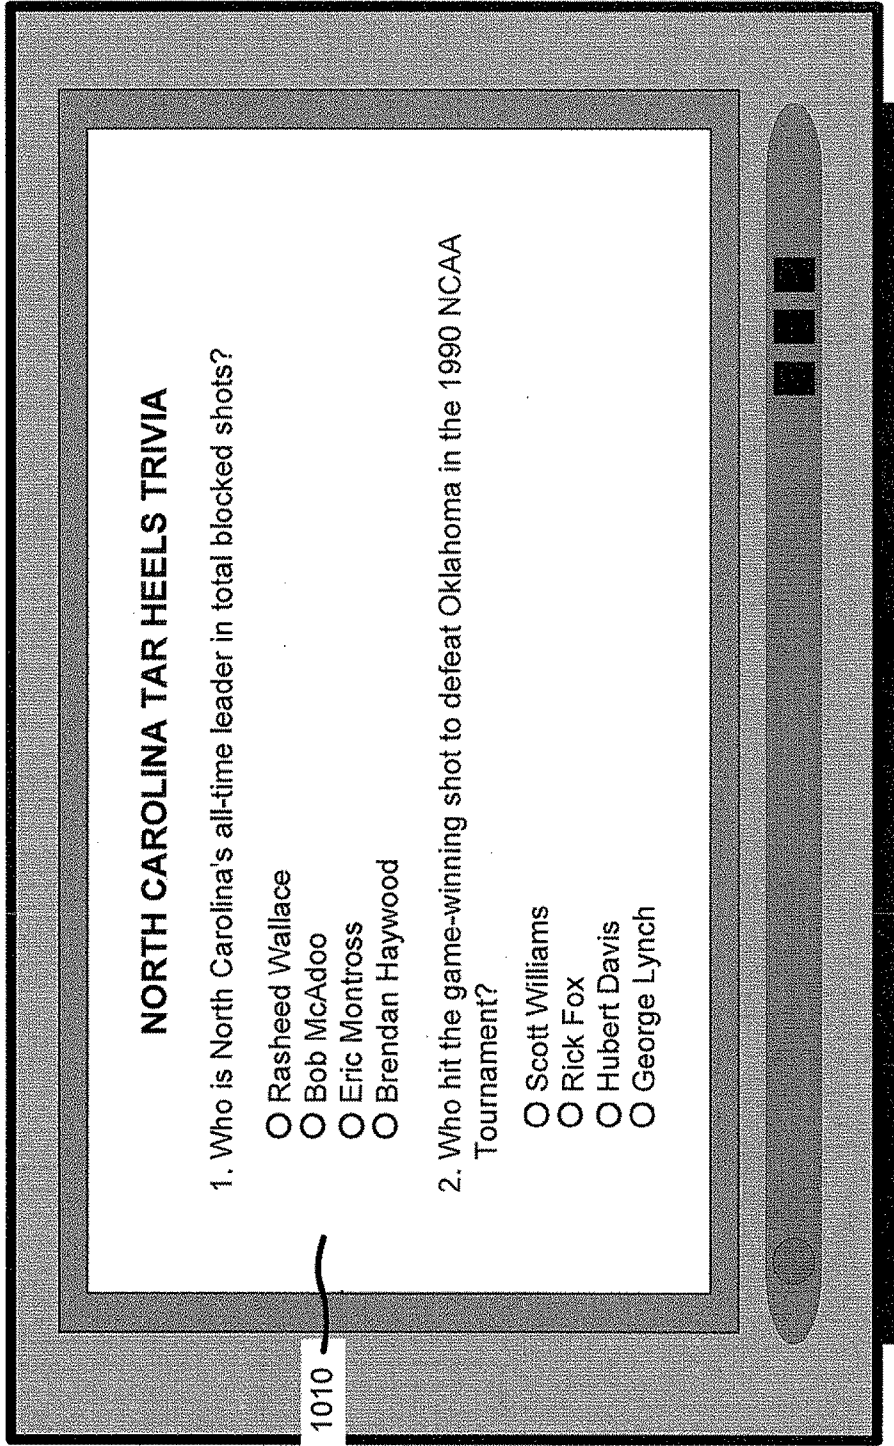 NORTH CAROLINA TAR HEELS TRIVIA
1. Who is North Carolina's all-time leader in total blocked shots?
O Rasheed Wallace
O Bob McAdoo
O Eric Montross
O Brendan Haywood
2. Who hit the game-winning shot to defeat Oklahoma in the 1990 NCAA
Tournament?
O Scott Williams
O Rick Fox
O Hubert Davis
O George Lynch
1010